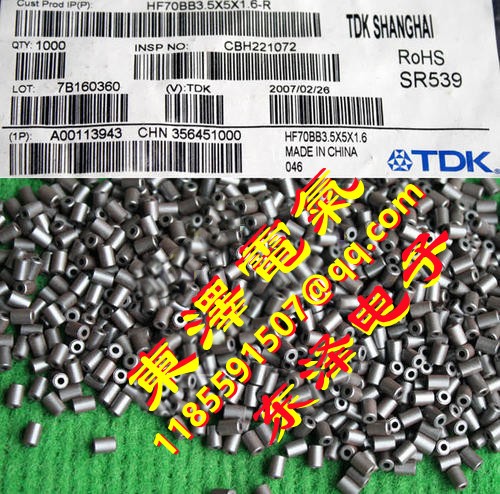 Cust Prod IP(P): HF70BB3.5X5X1.6-R
TDK SHANGHAI
QTY: 1000 INSP NO: CBH221072
RoHS
SR539
LOT: 7B160360 (V):TDK 2007/02/26
(1P): A00113943 CHN 356451000 HF70BB3.5X5X1.6
MADE IN CHINA
046
TDK
東澤電氣
1185591507@qq.com
东泽电子